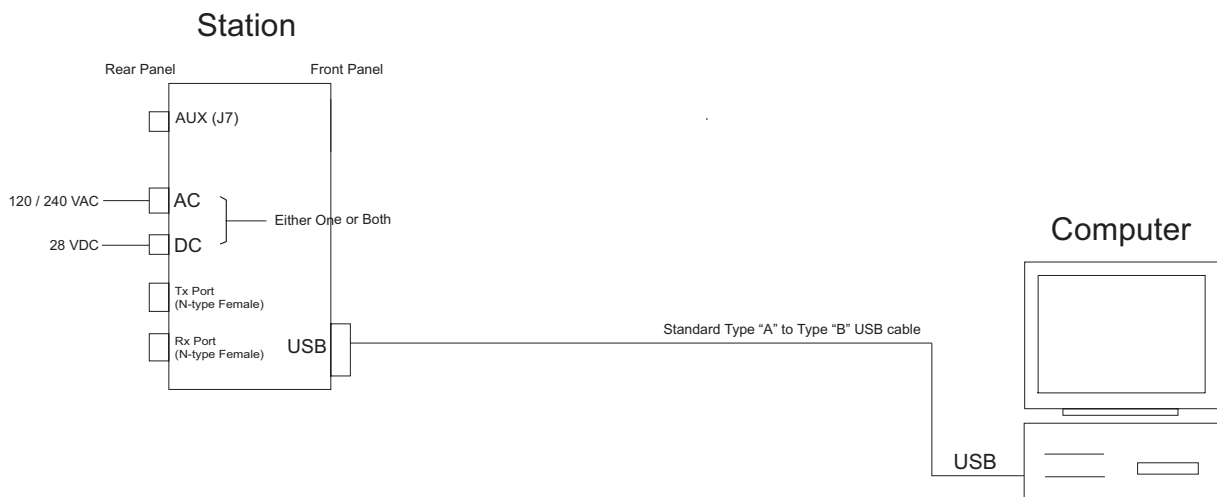 Station
Rear Panel
Front Panel
AUX (J7)
120 / 240 VAC
AC
Either One or Both
28 VDC
DC
Computer
Tx Port
(N-type Female)
Standard Type “A” to Type “B” USB cable
Rx Port
(N-type Female)
USB
USB